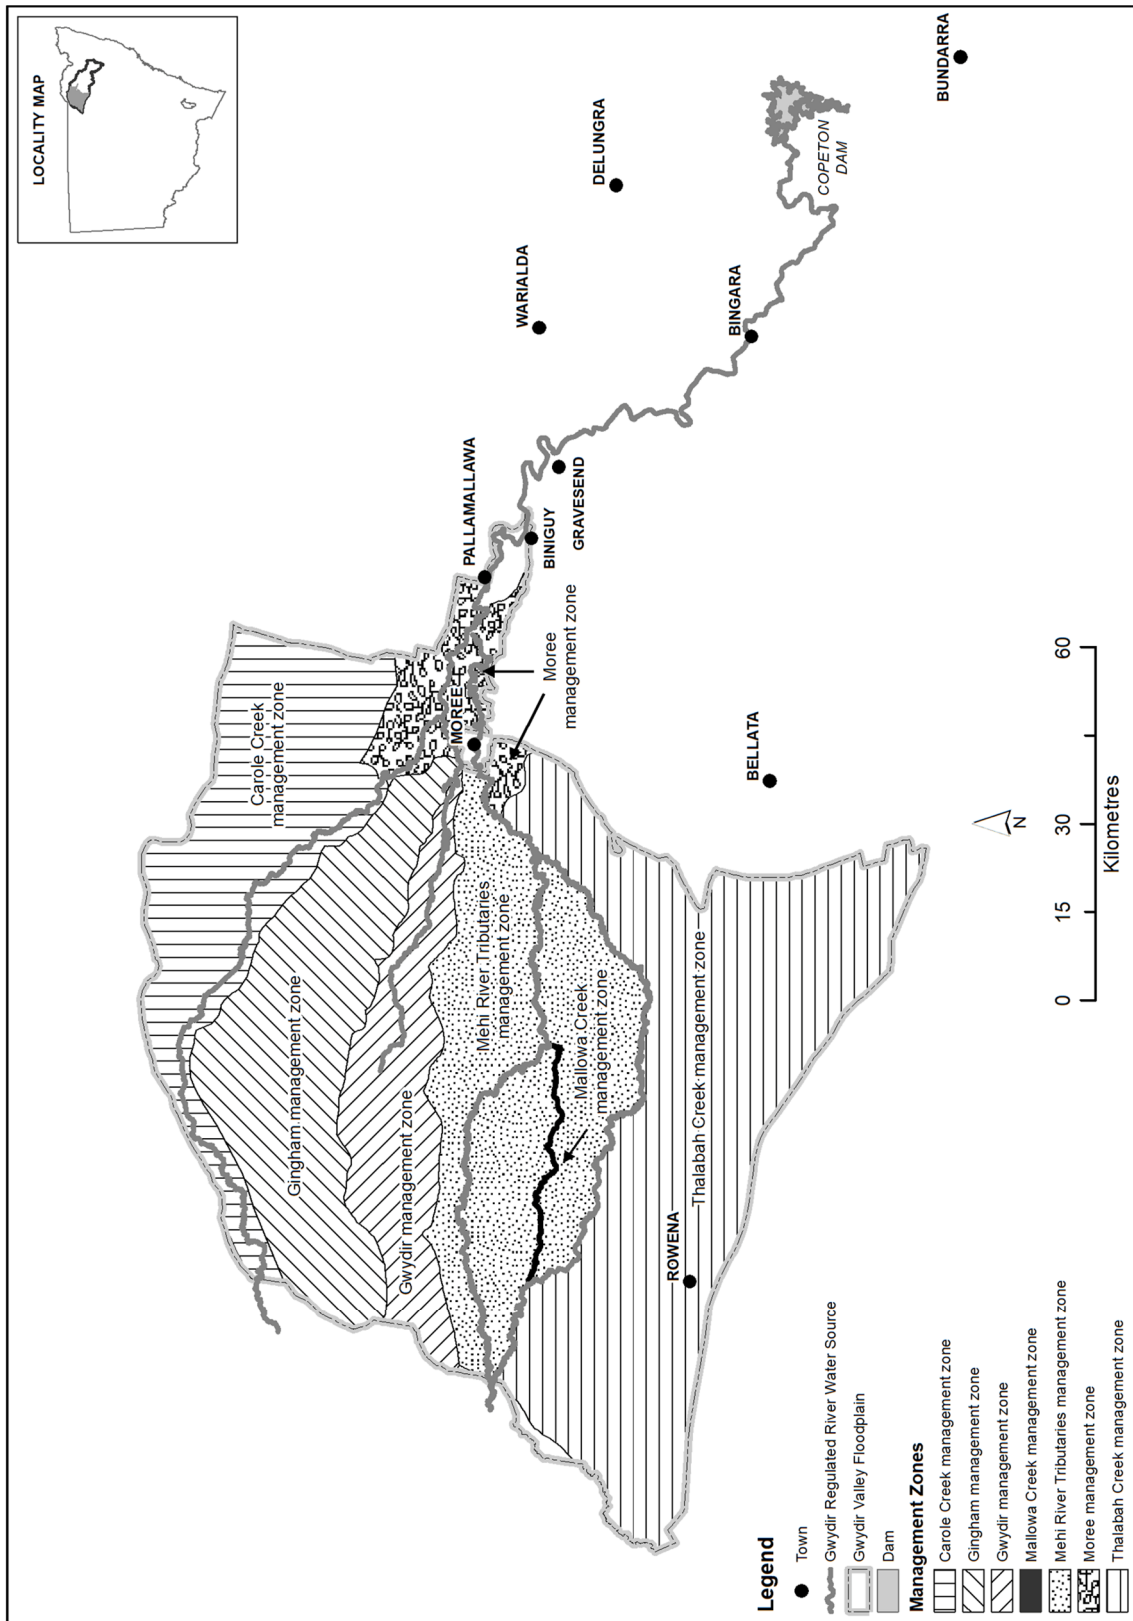 LOCALITY MAP
BUNDARRA
DELUNGRA
COPETON
DAM
WARIALDA
BINGARA
PALLAMALLAWA
GRAVESEND
BINIGUY
Moree
management zone
MOREE
Carole Creek
management zone
BELLATA
Gingham management zone
Gwydir management zone
Mehi River Tributaries
management zone
Mallowa Creek
management zone
Thalabah Creek management zone
ROWENA
N
0 15 30 60
Kilometres
Legend
Town
Gwydir Regulated River Water Source
Gwydir Valley Floodplain
Dam
Management Zones
Carole Creek management zone
Gingham management zone
Gwydir management zone
Mallowa Creek management zone
Mehi River Tributaries management zone
Moree management zone
Thalabah Creek management zone